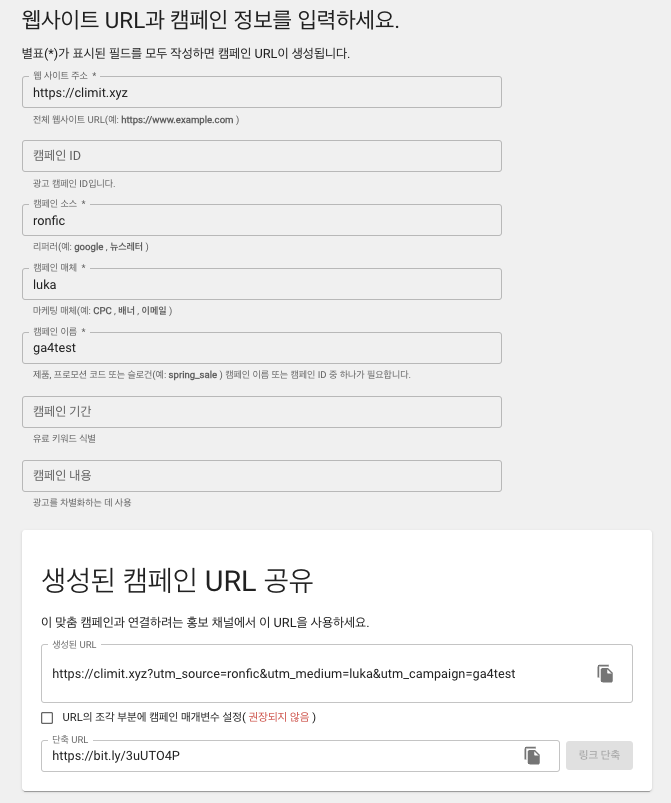 웹사이트 URL과 캠페인 정보를 입력하세요.
별표(*)가 표시된 필드를 모두 작성하면 캠페인 URL이 생성됩니다.
웹 사이트 주소 *
https://climit.xyz
전체 웹사이트 URL(예: https://www.example.com )
캠페인 ID
광고 캠페인 ID입니다.
캠페인 소스 *
ronfic
리퍼러(예: google , 뉴스레터 )
캠페인 매체 *
luka
마케팅 매체(예: CPC , 배너 , 이메일 )
캠페인 이름 *
ga4test
제품, 프로모션 코드 또는 슬로건(예: spring_sale ) 캠페인 이름 또는 캠페인 ID 중 하나가 필요합니다.
캠페인 기간
유료 키워드 식별
캠페인 내용
광고를 차별화하는 데 사용
생성된 캠페인 URL 공유
이 맞춤 캠페인과 연결하려는 홍보 채널에서 이 URL을 사용하세요.
생성된 URL
https://climit.xyz?utm_source=ronfic&utm_medium=luka&utm_campaign=ga4test
URL의 조각 부분에 캠페인 매개변수 설정( 권장되지 않음 )
단축 URL
https://bit.ly/3uUTO4P
링크 단축